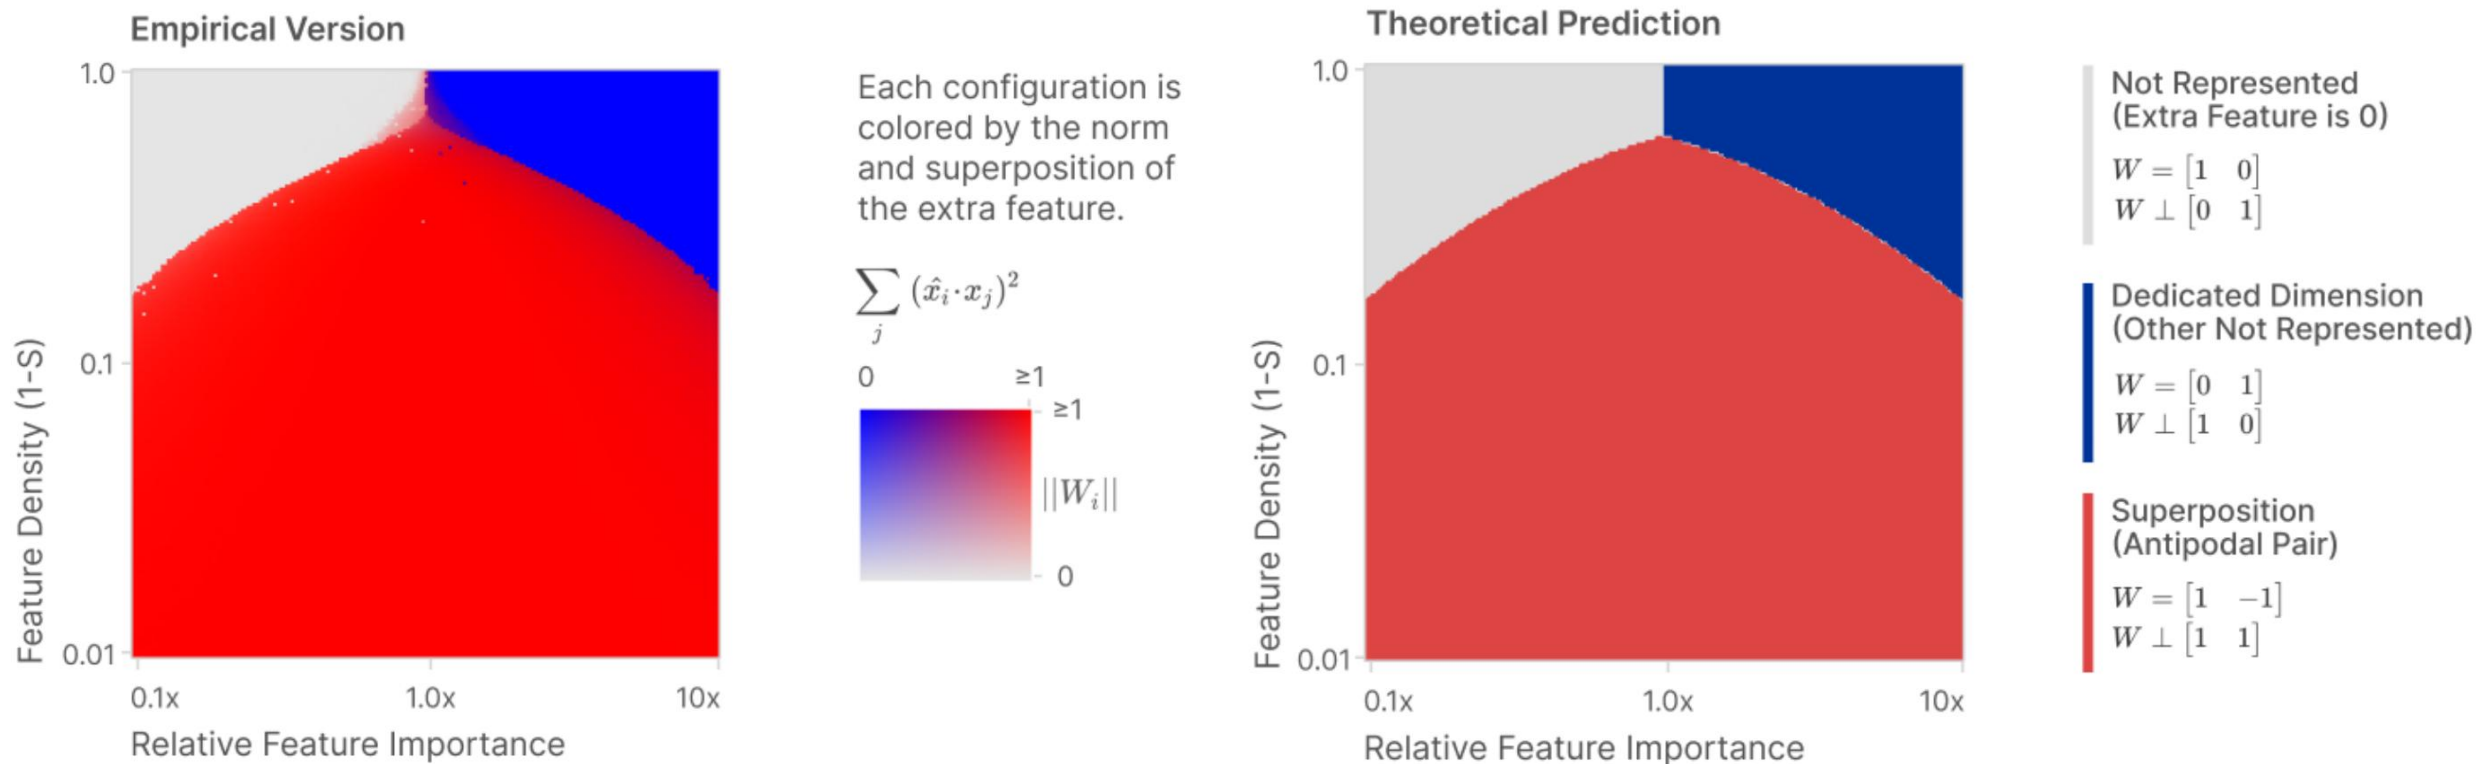 Empirical Version
1.0
0.1
0.01
Feature Density (1-S)
0.1x 1.0x 10x
Relative Feature Importance
Each configuration is
colored by the norm
and superposition of
the extra feature.
∑_j (x̂_i · x_j)²
0 ≥1
≥1
||W_i||
0
Theoretical Prediction
1.0
0.1
0.01
Feature Density (1-S)
0.1x 1.0x 10x
Relative Feature Importance
Not Represented
(Extra Feature is 0)
W = [1 0]
W ⊥ [0 1]
Dedicated Dimension
(Other Not Represented)
W = [0 1]
W ⊥ [1 0]
Superposition
(Antipodal Pair)
W = [1 −1]
W ⊥ [1 1]